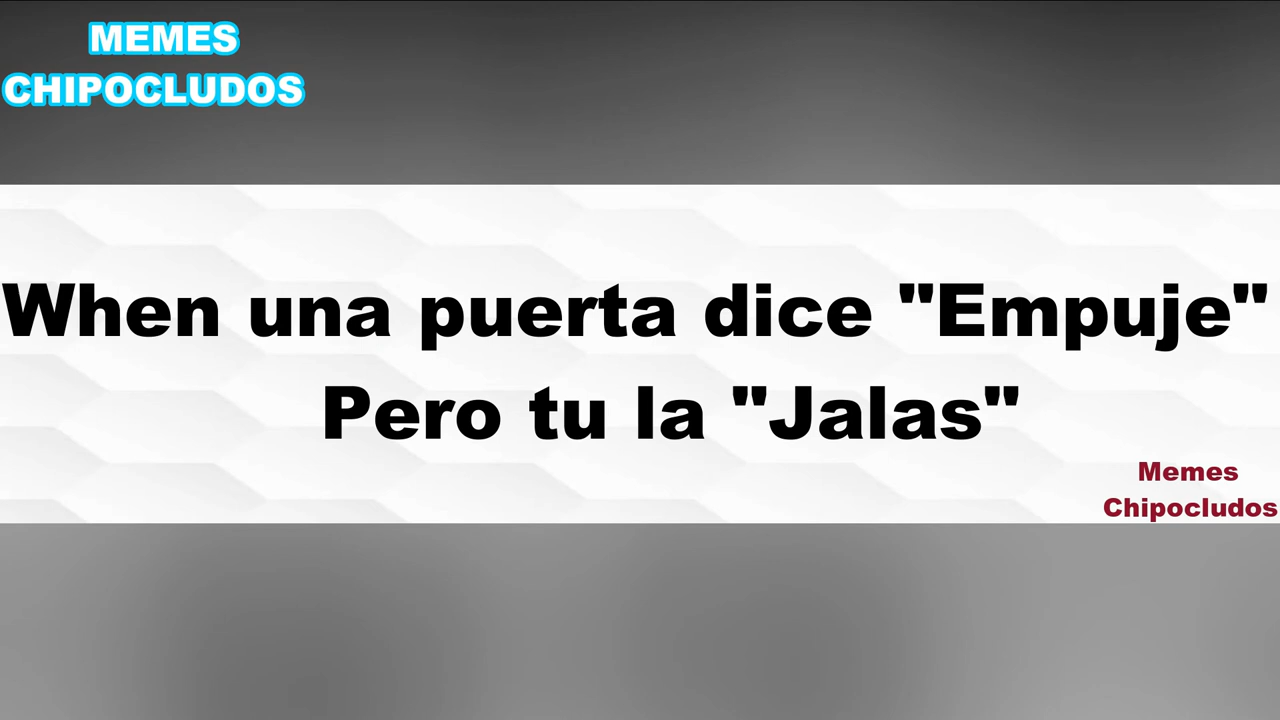 MEMES
CHIPOCLUDOS
When una puerta dice "Empuje"
Pero tu la "Jalas"
Memes
Chipocludos